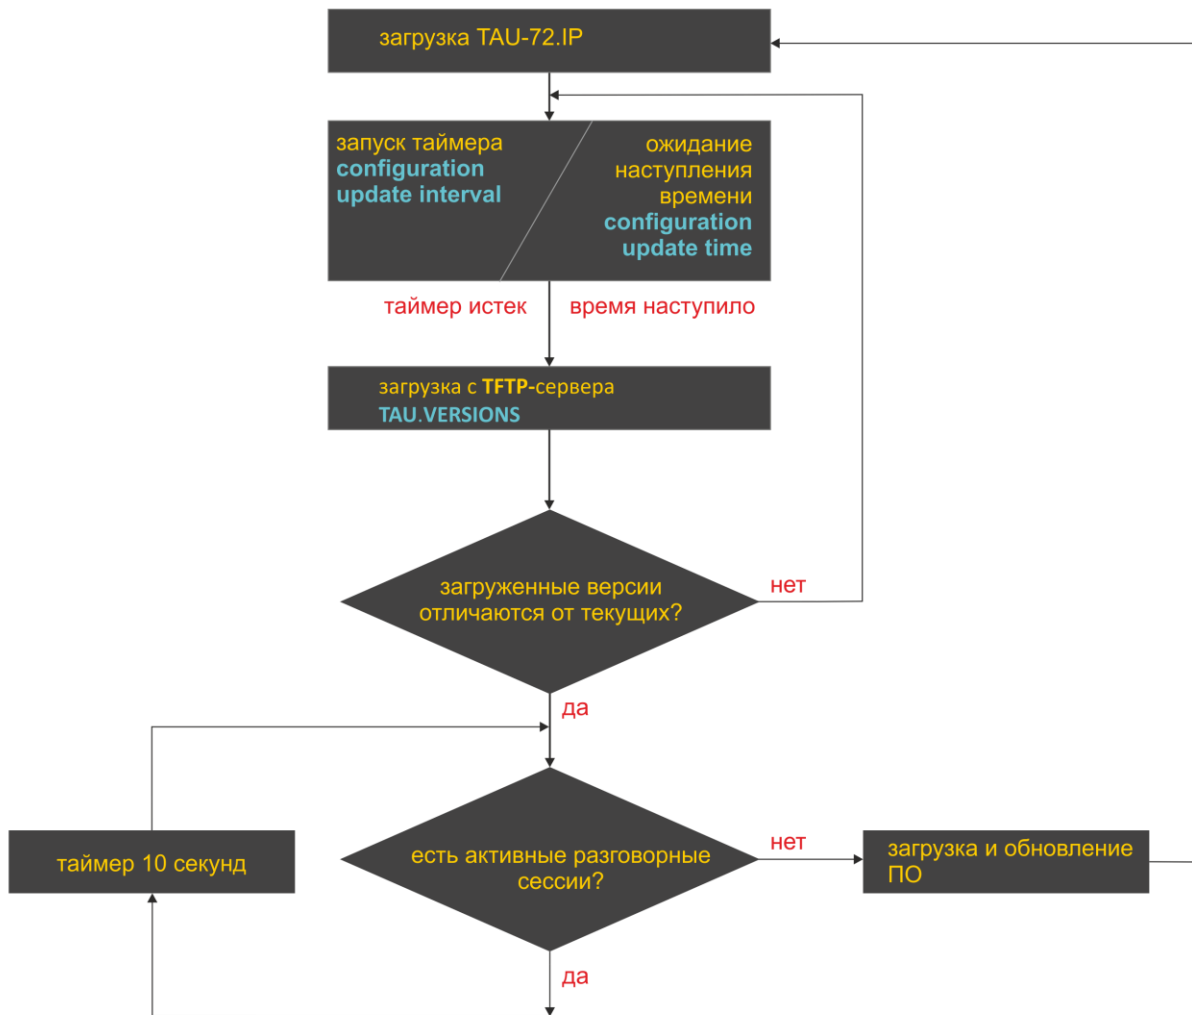 загрузка TAU-72.IP
запуск таймера
configuration
update interval
ожидание
наступления
времени
configuration
update time
таймер истек
время наступило
загрузка с TFTP-сервера
TAU.VERSIONS
загруженные версии
отличаются от текущих?
нет
да
таймер 10 секунд
есть активные разговорные
сессии?
нет
загрузка и обновление
ПО
да